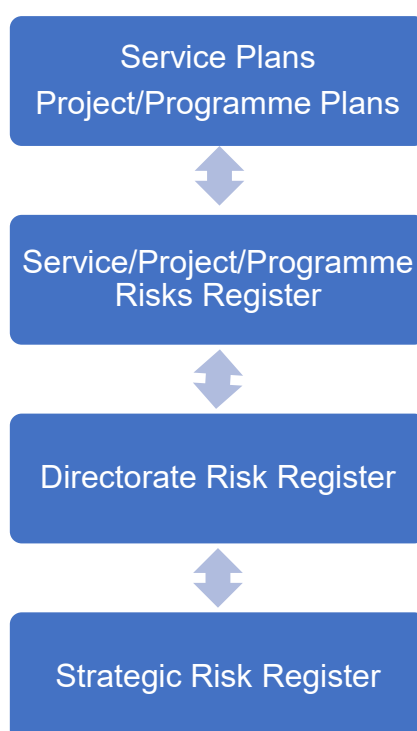 Service Plans
Project/Programme Plans
Service/Project/Programme
Risks Register
Directorate Risk Register
Strategic Risk Register